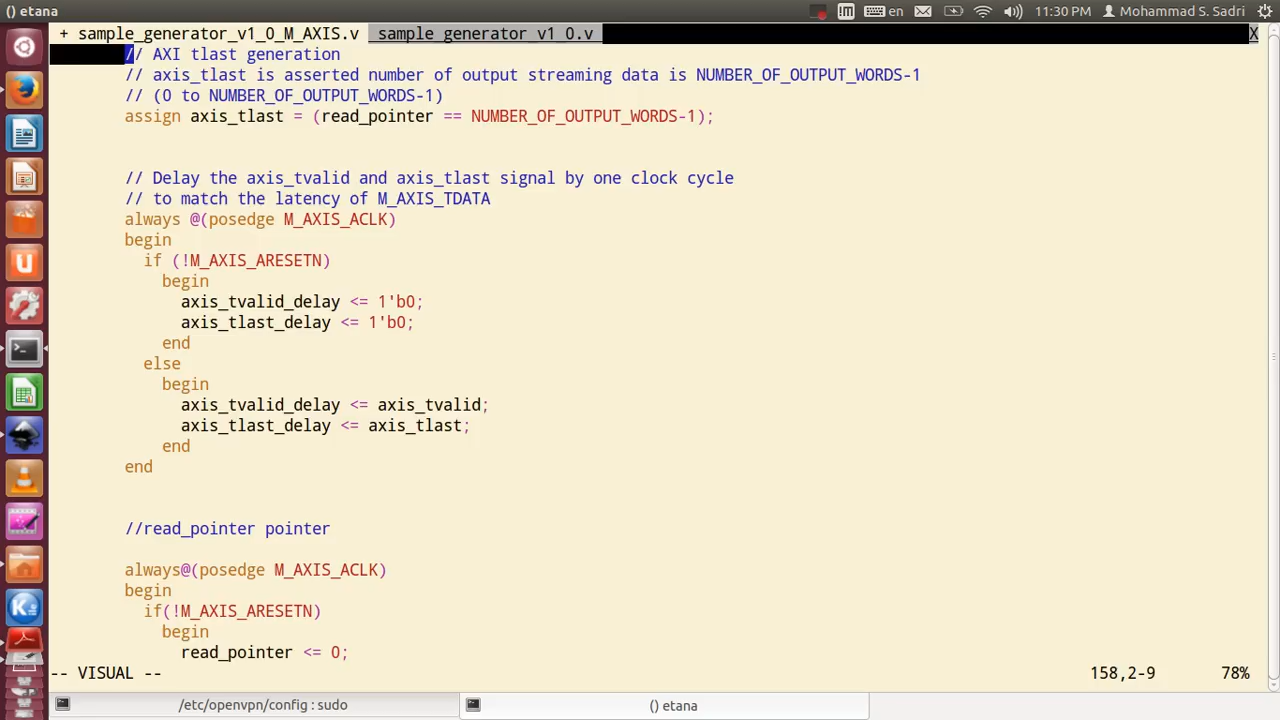 () etana
en
11:30 PM
Mohammad S. Sadri
+ sample_generator_v1_0_M_AXIS.v  sample_generator_v1_0.v  X
// AXI tlast generation
// axis_tlast is asserted number of output streaming data is NUMBER_OF_OUTPUT_WORDS-1
// (0 to NUMBER_OF_OUTPUT_WORDS-1)
assign axis_tlast = (read_pointer == NUMBER_OF_OUTPUT_WORDS-1);
// Delay the axis_tvalid and axis_tlast signal by one clock cycle
// to match the latency of M_AXIS_TDATA
always @(posedge M_AXIS_ACLK)
begin
if (!M_AXIS_ARESETN)
begin
axis_tvalid_delay <= 1'b0;
axis_tlast_delay <= 1'b0;
end
else
begin
axis_tvalid_delay <= axis_tvalid;
axis_tlast_delay <= axis_tlast;
end
end
//read_pointer pointer
always@(posedge M_AXIS_ACLK)
begin
if(!M_AXIS_ARESETN)
begin
read_pointer <= 0;
-- VISUAL --  158,2-9  78%
/etc/openvpn/config : sudo
() etana